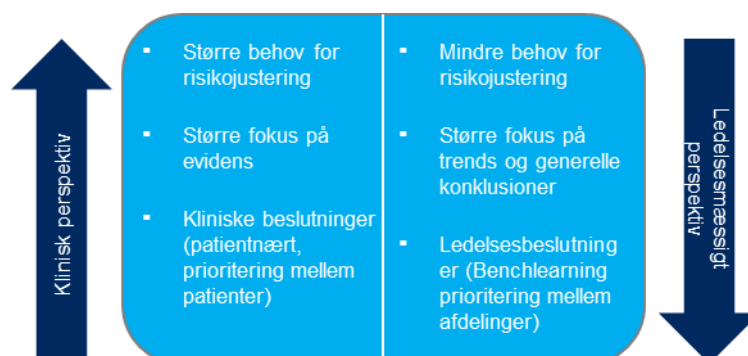 Klinisk perspektiv
▪ Større behov for
risikojustering
▪ Større fokus på
evidens
▪ Kliniske beslutninger
(patientnært,
prioritering mellem
patienter)
▪ Mindre behov for
risikojustering
▪ Større fokus på
trends og generelle
konklusioner
▪ Ledelsesbeslutning
er (Benchlearning
prioritering mellem
afdelinger)
Ledelsesmæssigt
perspektiv